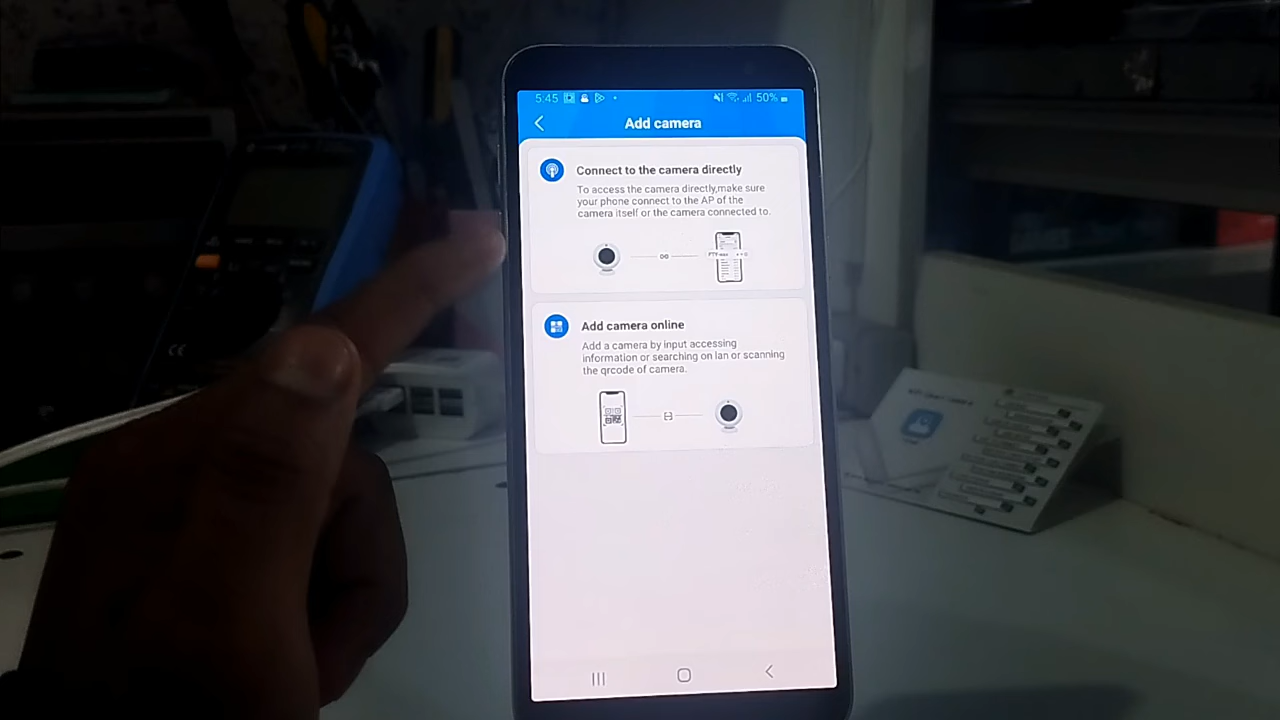 5:45
50%
Add camera
Connect to the camera directly
To access the camera directly,make sure
your phone connect to the AP of the
camera itself or the camera connected to.
Add camera online
Add a camera by input accessing
information or searching on lan or scanning
the qrcode of camera.
CE